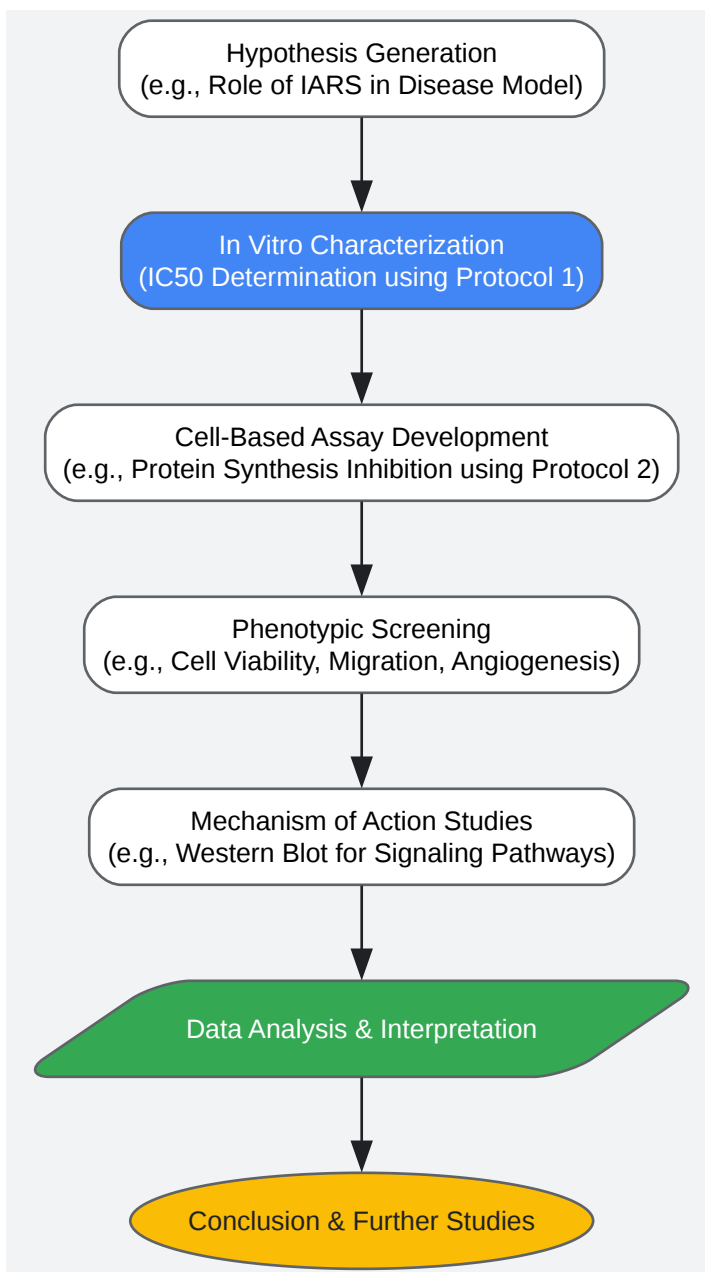 Hypothesis Generation
(e.g., Role of IARS in Disease Model)
In Vitro Characterization
(IC50 Determination using Protocol 1)
Cell-Based Assay Development
(e.g., Protein Synthesis Inhibition using Protocol 2)
Phenotypic Screening
(e.g., Cell Viability, Migration, Angiogenesis)
Mechanism of Action Studies
(e.g., Western Blot for Signaling Pathways)
Data Analysis & Interpretation
Conclusion & Further Studies